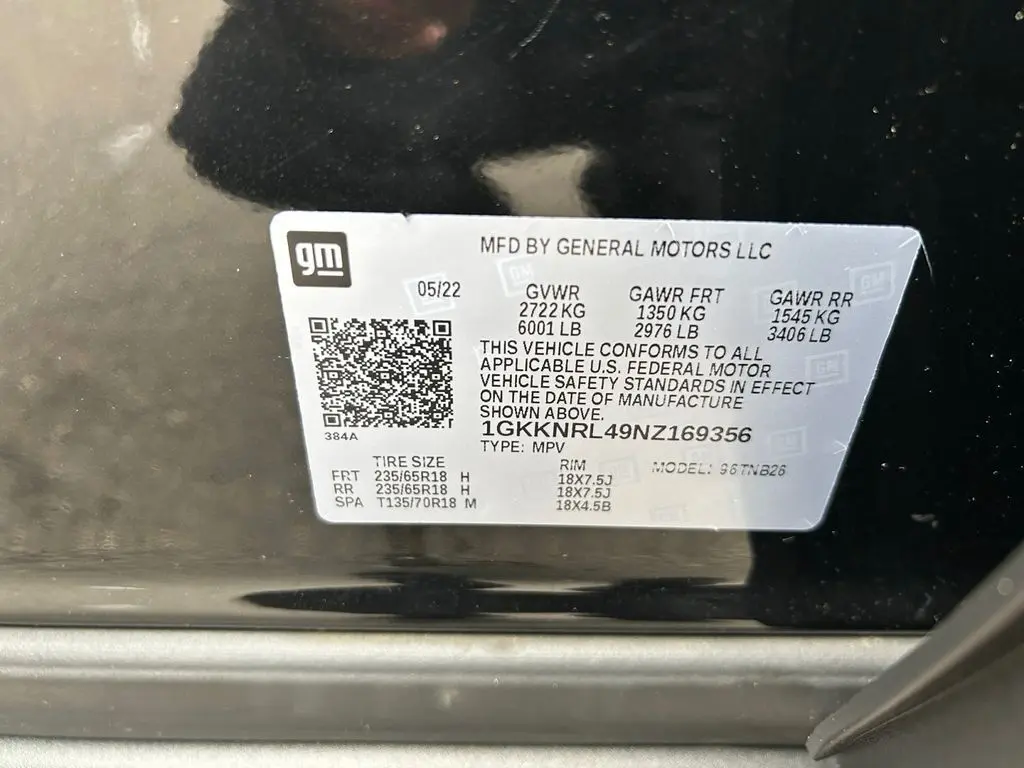 gm
MFD BY GENERAL MOTORS LLC
05/22
GVWR GAWR FRT GAWR RR
2722 KG 1350 KG 1545 KG
6001 LB 2976 LB 3406 LB
THIS VEHICLE CONFORMS TO ALL
APPLICABLE U.S. FEDERAL MOTOR
VEHICLE SAFETY STANDARDS IN EFFECT
ON THE DATE OF MANUFACTURE
SHOWN ABOVE.
384A
1GKKNRL49NZ169356
TYPE: MPV
TIRE SIZE RIM MODEL: 96TNB26
FRT 235/65R18 H 18X7.5J
RR 235/65R18 H 18X7.5J
SPA T135/70R18 M 18X4.5B